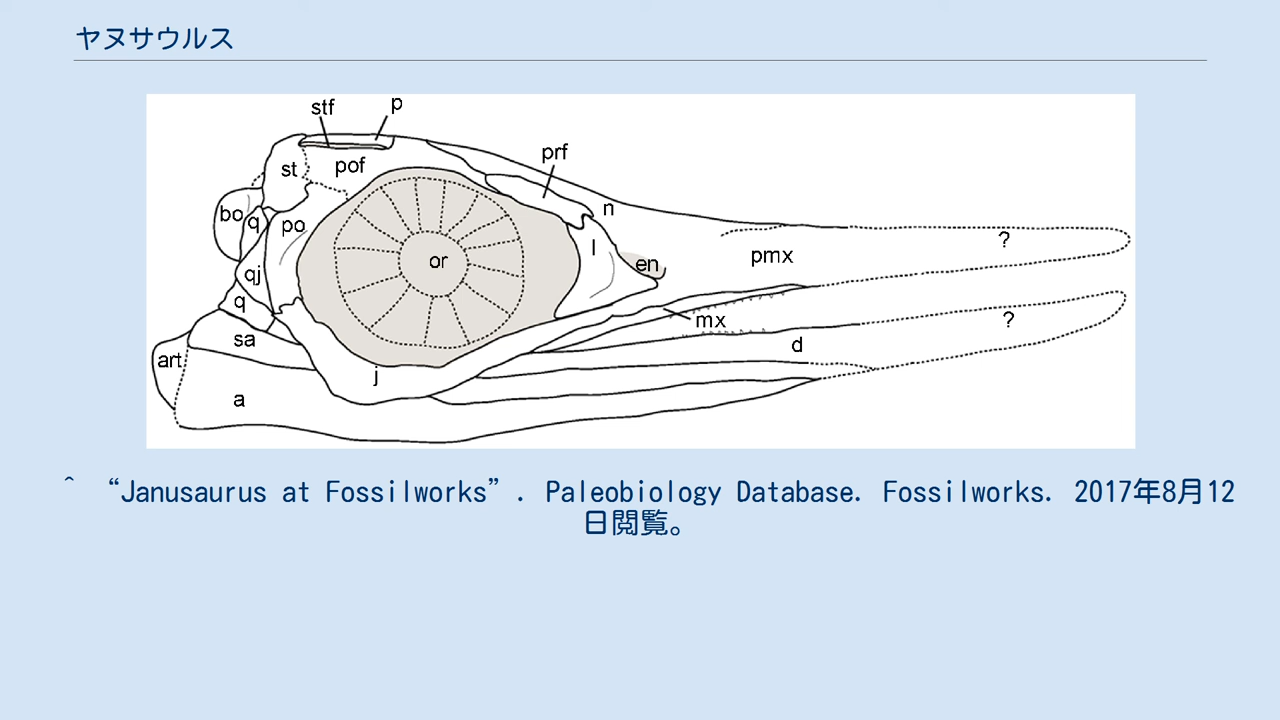 ヤヌサウルス
stf p
prf
st pof
bo q po n
l
? 
or en pmx
qj
q mx ?
sa d
art j
a
^ “Janusaurus at Fossilworks”. Paleobiology Database. Fossilworks. 2017年8月12
日閲覧。